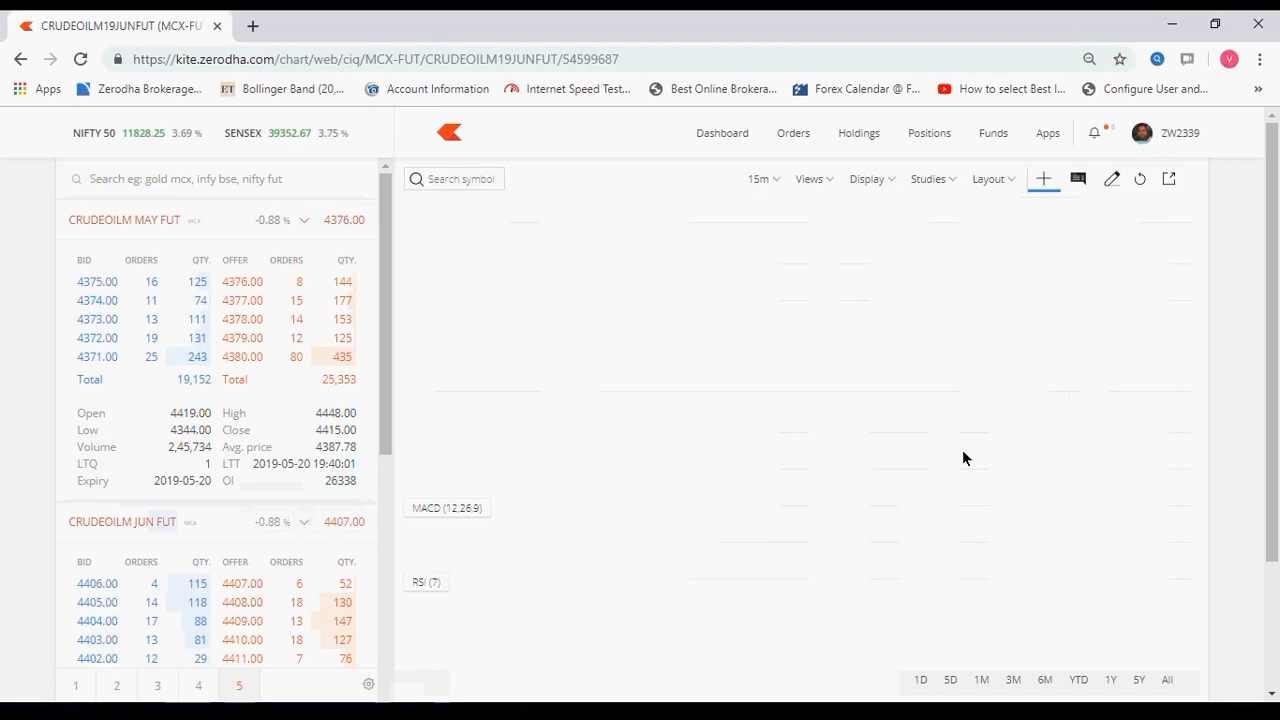 CRUDEOILM19JUNFUT (MCX-FU
https://kite.zerodha.com/chart/web/ciq/MCX-FUT/CRUDEOILM19JUNFUT/54599687 V
Apps Zerodha Brokerage... ET Bollinger Band (20,... Account Information Internet Speed Test... Best Online Brokera... Forex Calendar @ F... How to select Best I... Configure User and... »
NIFTY 50 11828.25 3.69 % SENSEX 39352.67 3.75 % Dashboard Orders Holdings Positions Funds Apps 5 ZW2339
Search eg: gold mcx, infy bse, nifty fut Search symbol 15m Views Display Studies Layout
CRUDEOILM MAY FUT MCX -0.88 % 4376.00
BID ORDERS QTY. OFFER ORDERS QTY.
4375.00 16 125 4376.00 8 144
4374.00 11 74 4377.00 15 177
4373.00 13 111 4378.00 14 153
4372.00 19 131 4379.00 12 125
4371.00 25 243 4380.00 80 435
Total 19,152 Total 25,353
Open 4419.00 High 4448.00
Low 4344.00 Close 4415.00
Volume 2,45,734 Avg. price 4387.78
LTQ 1 LTT 2019-05-20 19:40:01
Expiry 2019-05-20 OI 26338
MACD (12,26,9)
CRUDEOILM JUN FUT MCX -0.88 % 4407.00
BID ORDERS QTY. OFFER ORDERS QTY.
4406.00 4 115 4407.00 6 52
RSI (7)
4405.00 14 118 4408.00 18 130
4404.00 17 88 4409.00 13 147
4403.00 13 81 4410.00 18 127
4402.00 12 29 4411.00 7 76
1 2 3 4 5 1D 5D 1M 3M 6M YTD 1Y 5Y All